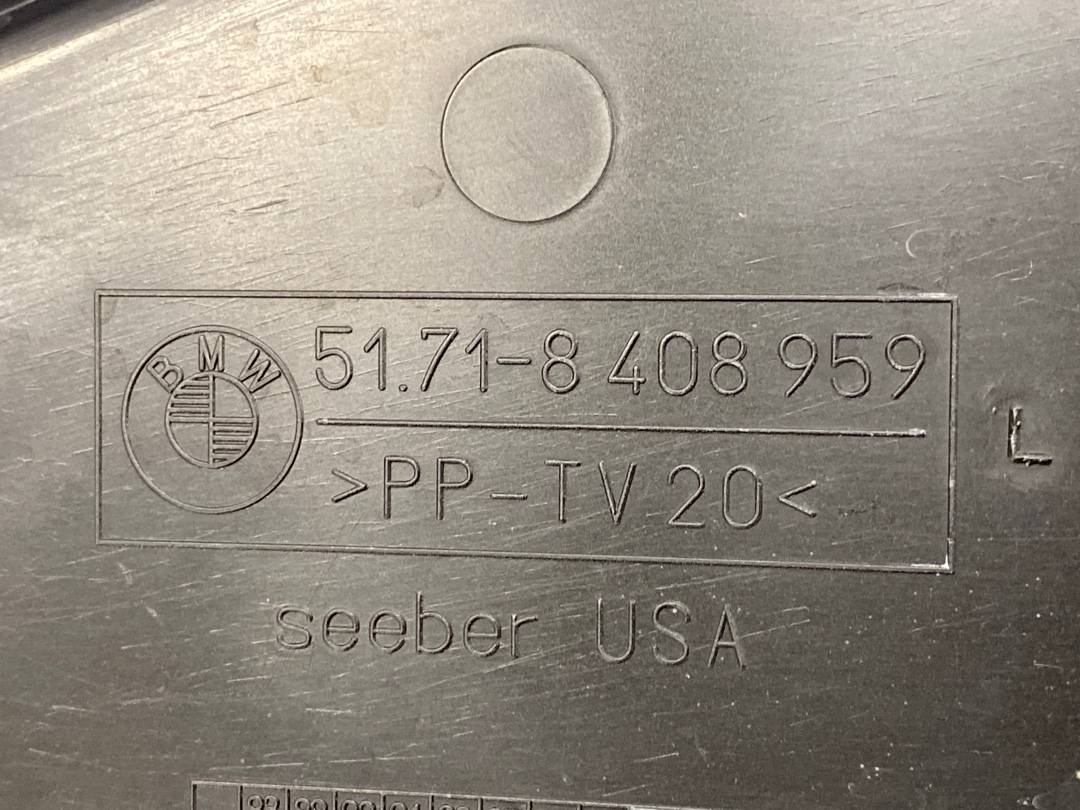 BMW
51.71-8 408 959
>PP-TV 20<
L
seeber USA